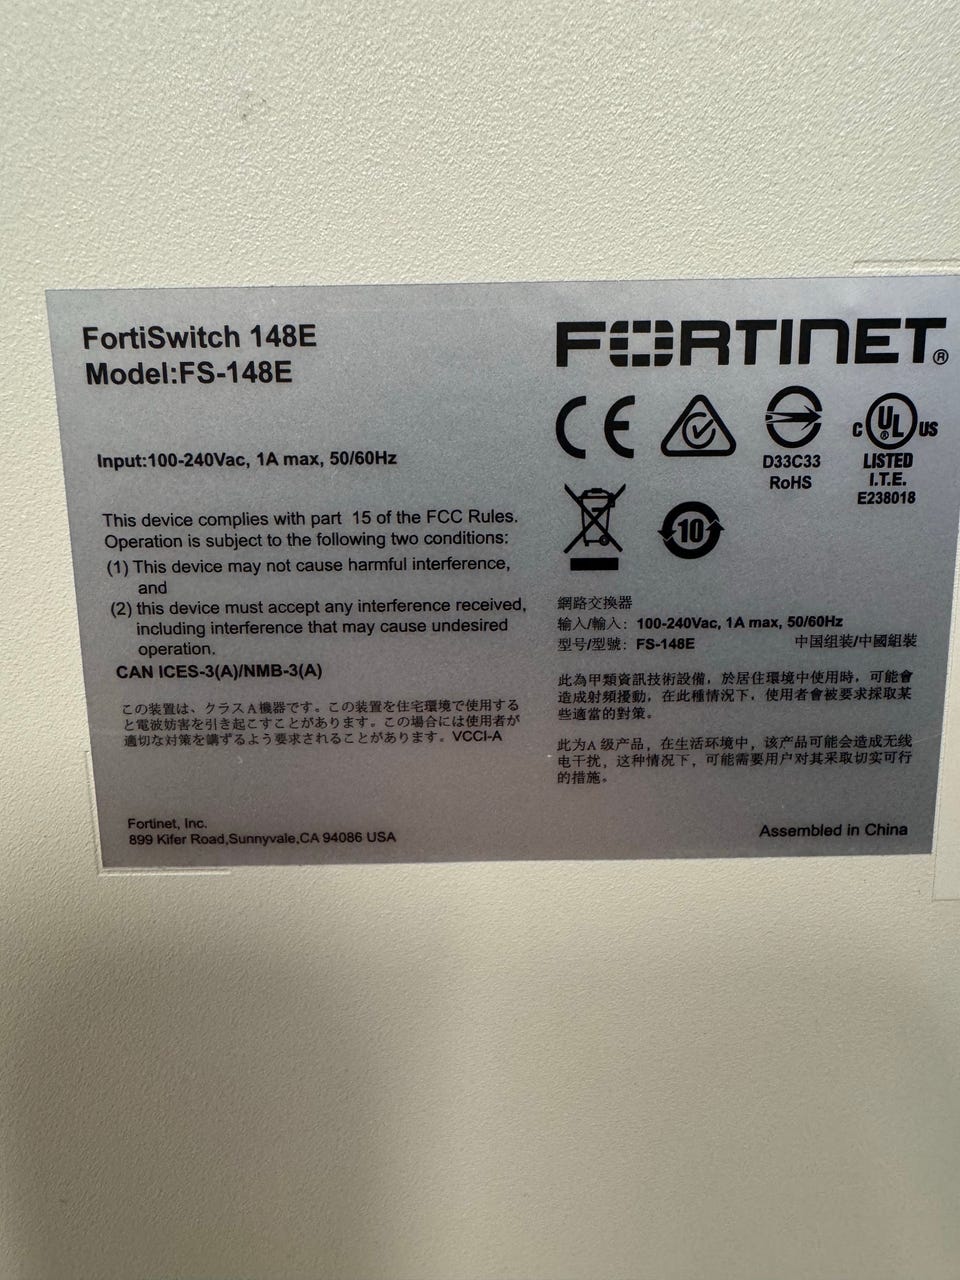 FortiSwitch 148E
Model:FS-148E
Input:100-240Vac, 1A max, 50/60Hz
This device complies with part 15 of the FCC Rules.
Operation is subject to the following two conditions:
(1) This device may not cause harmful interference,
and
(2) this device must accept any interference received,
including interference that may cause undesired
operation.
CAN ICES-3(A)/NMB-3(A)
この装置は、クラスA機器です。この装置を住宅環境で使用する
と電波妨害を引き起こすことがあります。この場合には使用者が
適切な対策を講ずるよう要求されることがあります。VCCI-A
Fortinet, Inc.
899 Kifer Road,Sunnyvale,CA 94086 USA
FORTINET®
CE
D33C33
RoHS
C UL® US
LISTED
I.T.E.
E238018
10
網路交換器
输入/輸入: 100-240Vac, 1A max, 50/60Hz
型号/型號: FS-148E 中国组装/中國組裝
此為甲類資訊技術設備，於居住環境中使用時，可能會
造成射頻擾動，在此種情況下，使用者會被要求採取某
些適當的對策。
此为A 级产品，在生活环境中，该产品可能会造成无线
电干扰，这种情况下，可能需要用户对其采取切实可行
的措施。
Assembled in China